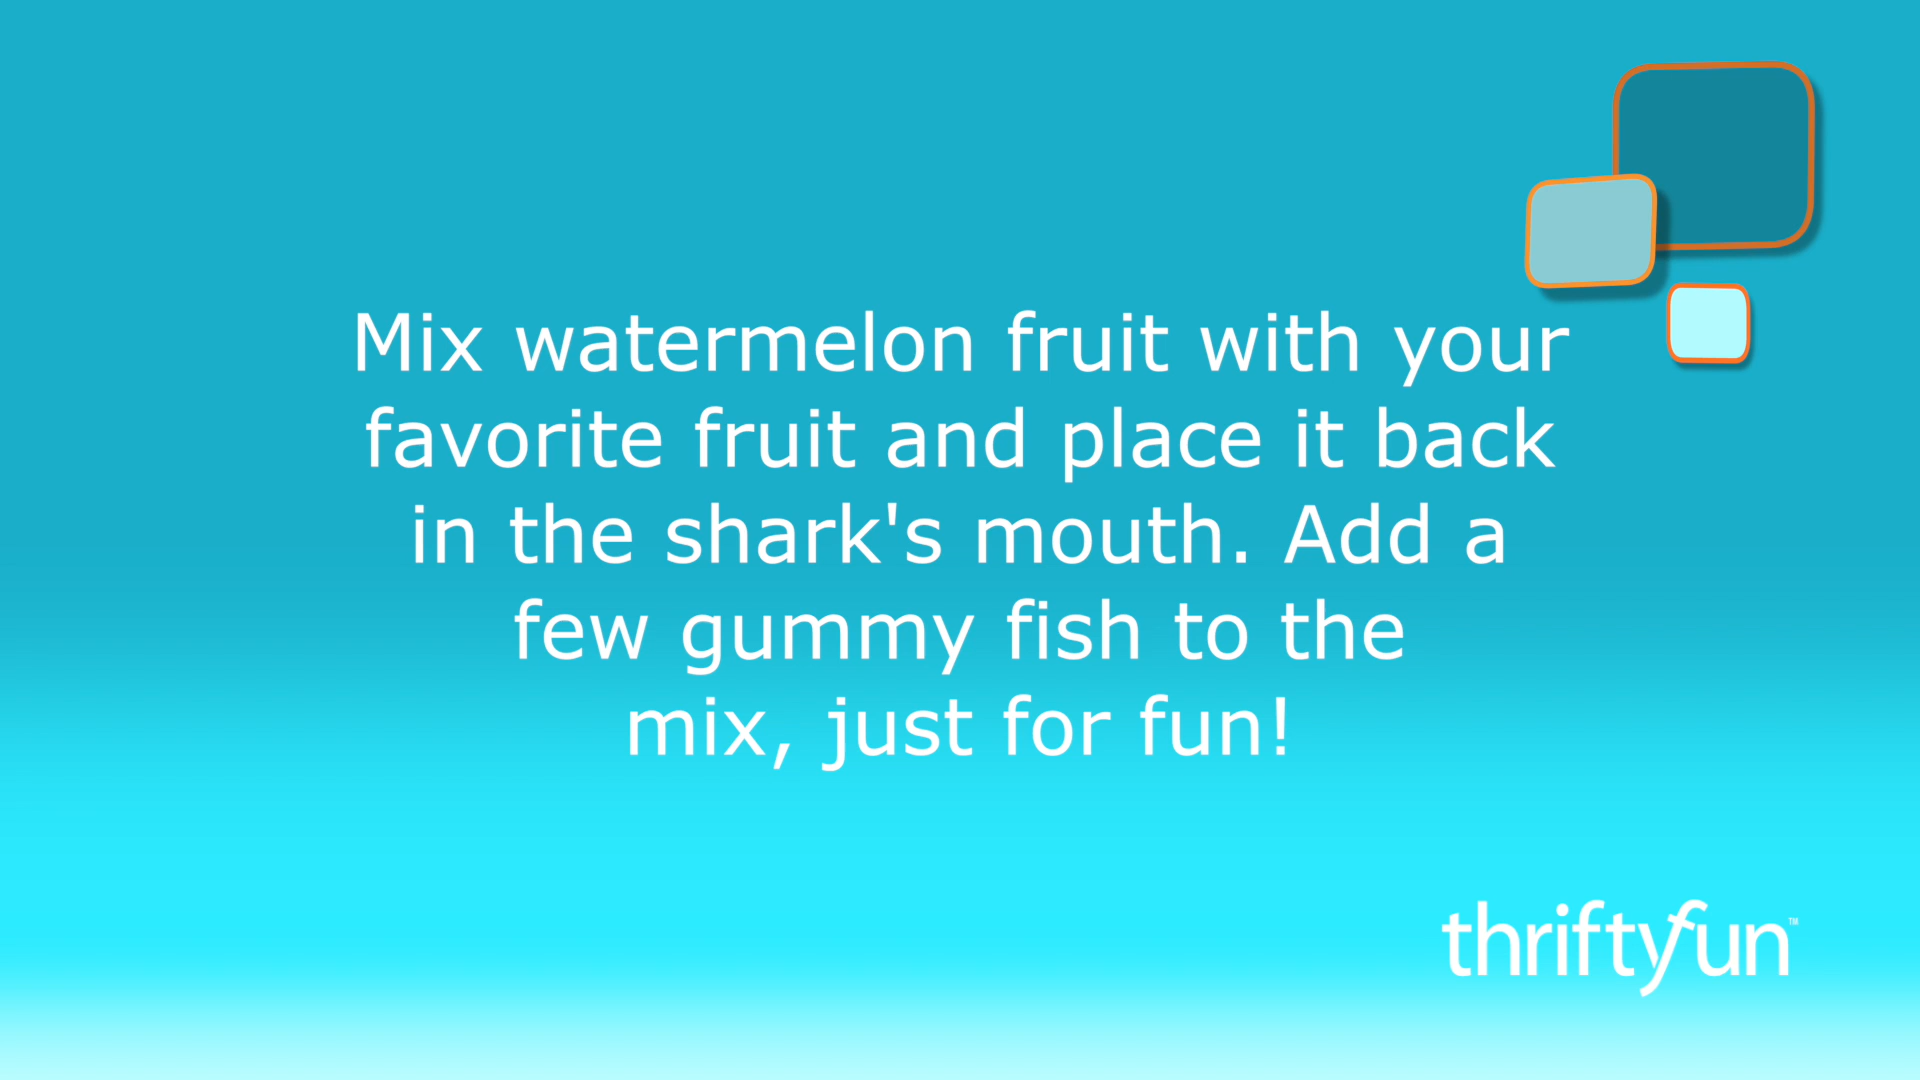 Mix watermelon fruit with your
favorite fruit and place it back
in the shark's mouth. Add a
few gummy fish to the
mix, just for fun!
thriftyfun™